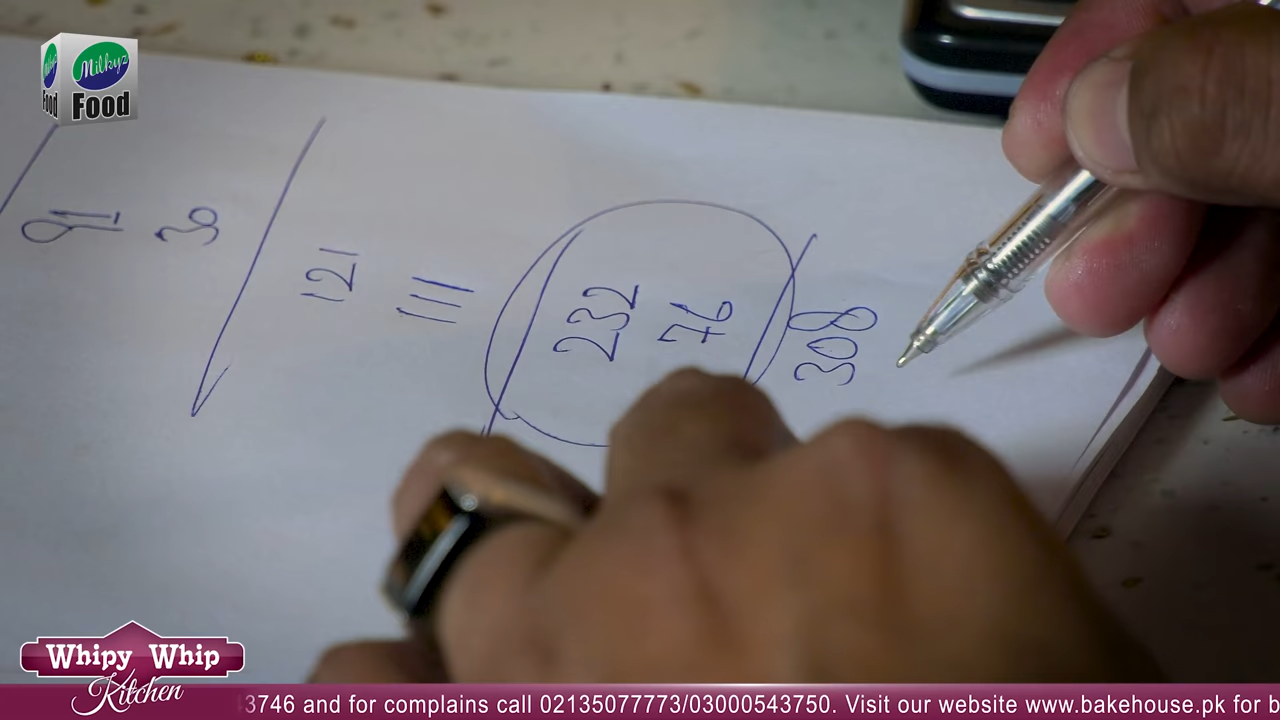 Milkyz
Food
91
30
121
111
232
76
308
Whipy Whip
Kitchen
3746 and for complains call 02135077773/03000543750. Visit our website www.bakehouse.pk for b